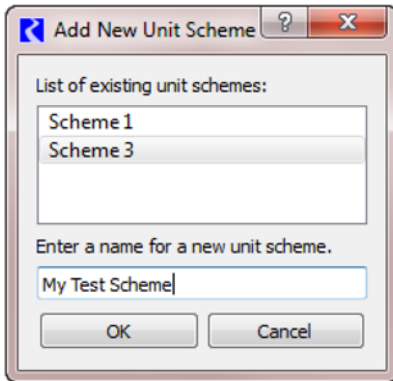 Add New Unit Scheme ? X
List of existing unit schemes:
Scheme 1
Scheme 3
Enter a name for a new unit scheme.
My Test Scheme
OK Cancel